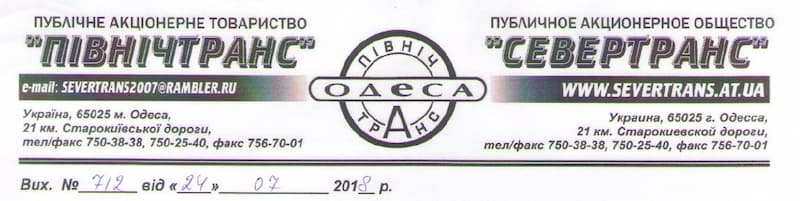 ПУБЛІЧНЕ АКЦІОНЕРНЕ ТОВАРИСТВО
"ПІВНІЧТРАНС"
e-mail: SEVERTRANS2007@RAMBLER.RU
Україна, 65025 м. Одеса,
21 км. Старокиївської дороги,
тел/факс 750-38-38, 750-25-40, факс 756-70-01
ПІВНІЧ
ОДЕСА
ТРАНС
А
ПУБЛИЧНОЕ АКЦИОНЕРНОЕ ОБЩЕСТВО
"СЕВЕРТРАНС"
WWW.SEVERTRANS.AT.UA
Украина, 65025 г. Одесса,
21 км. Старокиевской дороги,
тел/факс 750-38-38, 750-25-40, факс 756-70-01
Вих. № 712 від «24» 07 2018 р.